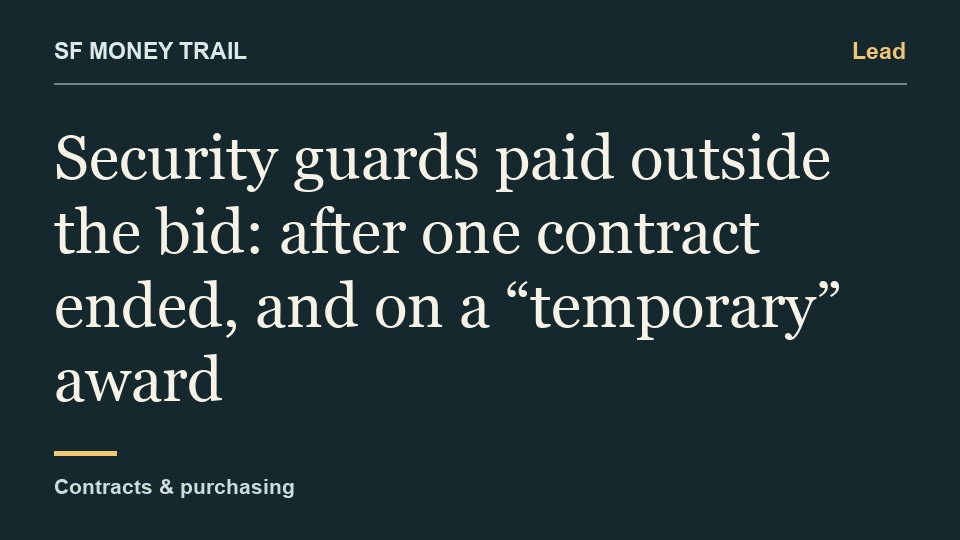 SF MONEY TRAIL
Lead
Security guards paid outside
the bid: after one contract
ended, and on a “temporary”
award
Contracts & purchasing